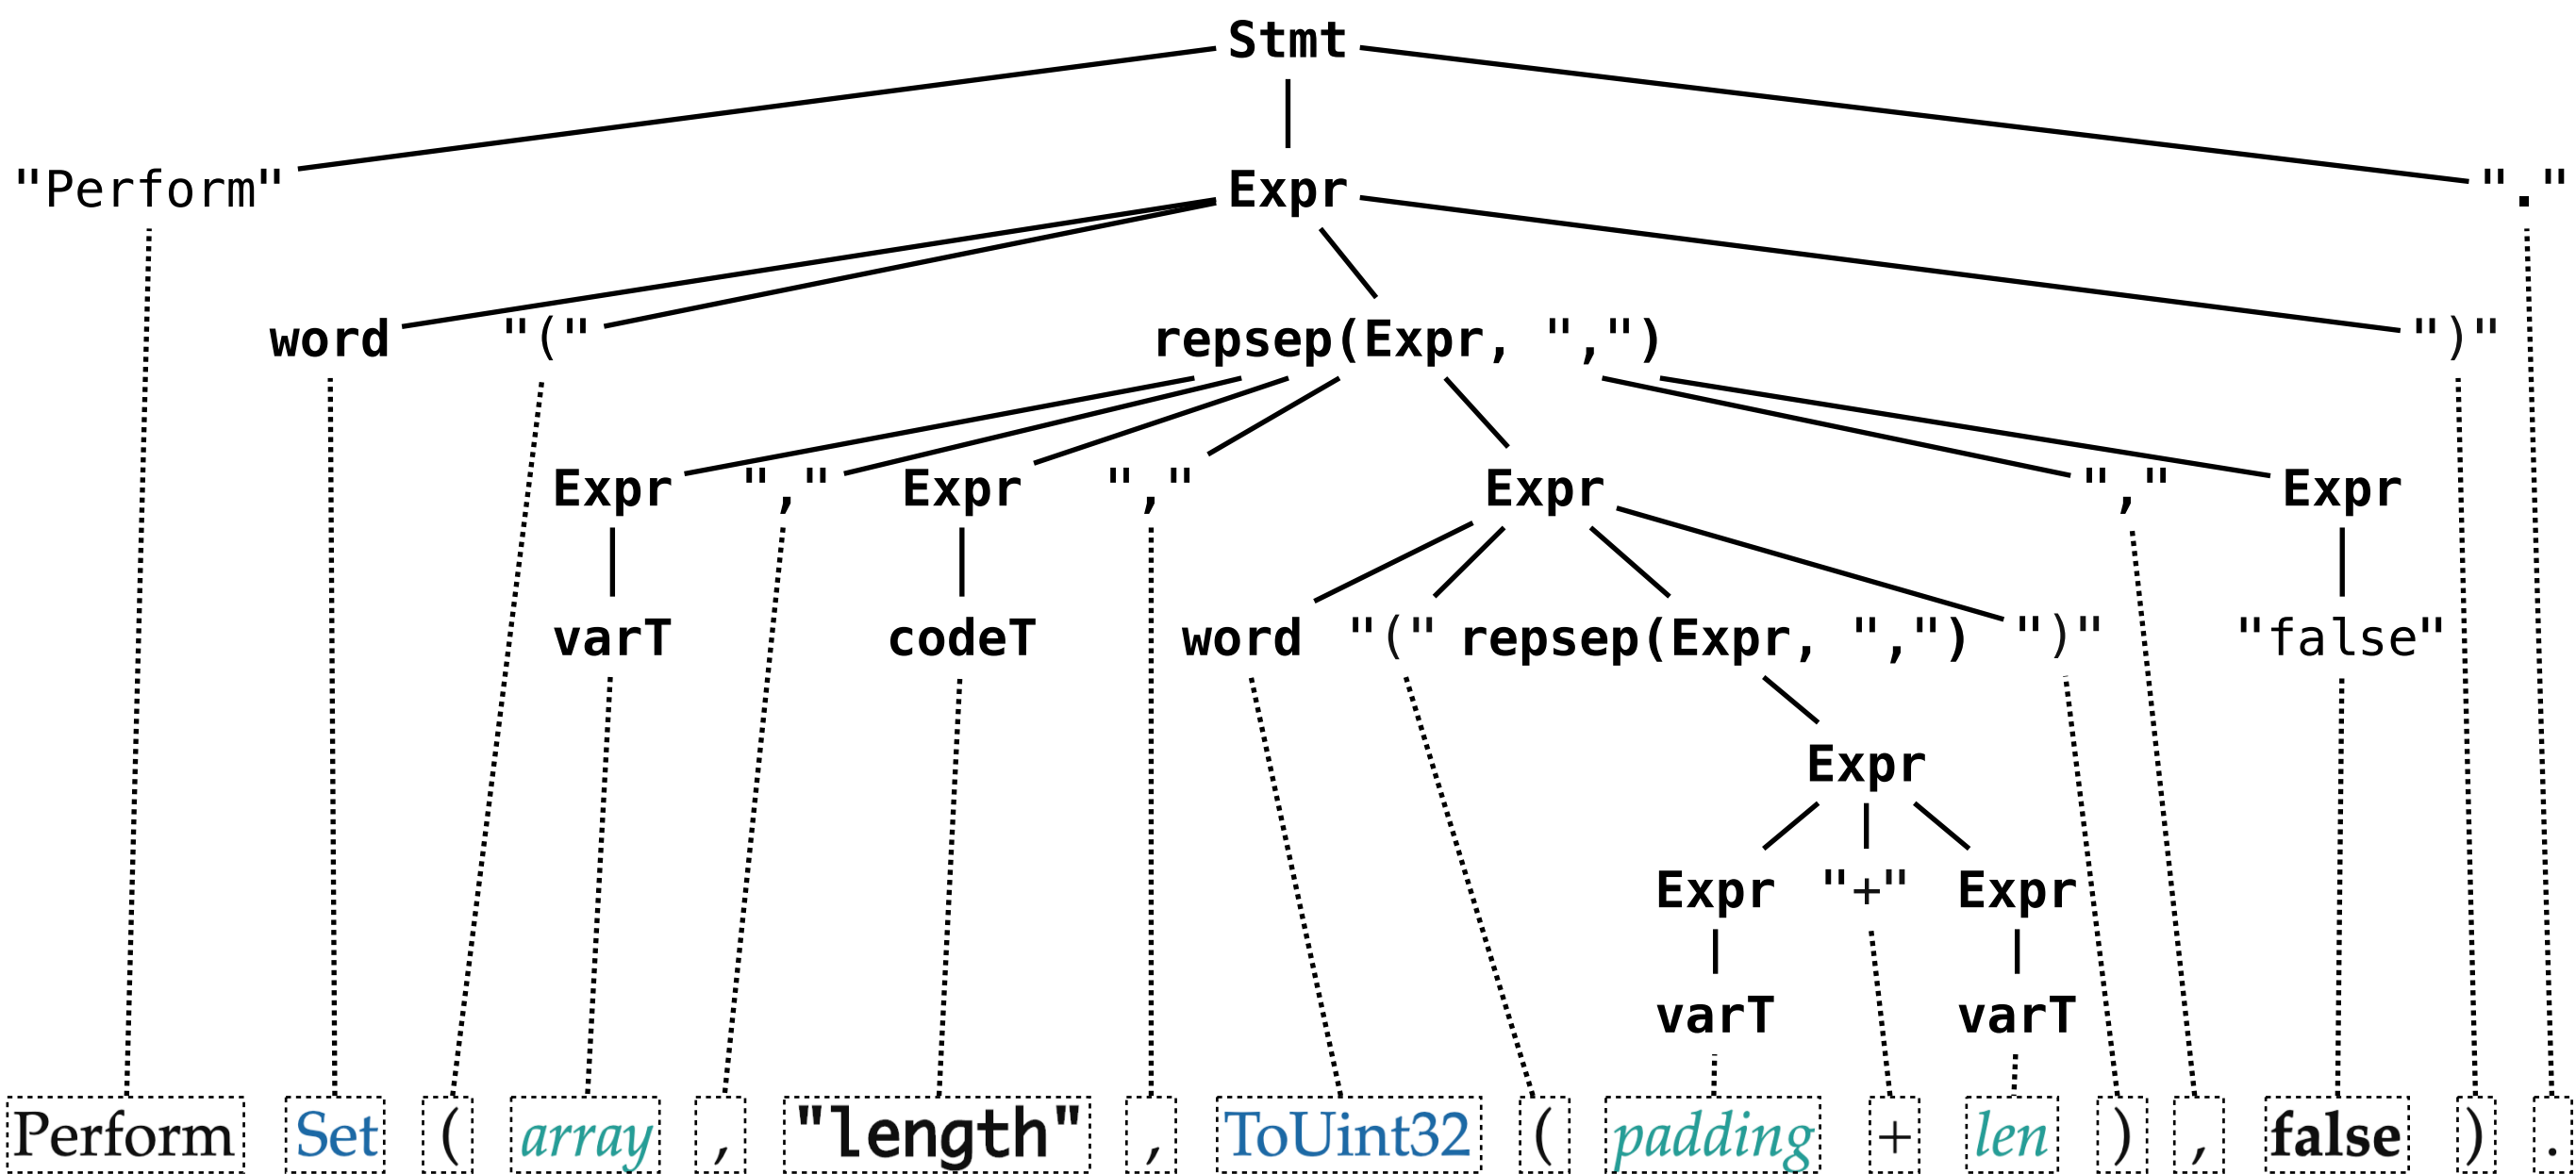 Stmt
"Perform" Expr "."
word "(" repsep(Expr, ",") ")"
Expr "," Expr "," Expr "," Expr
varT codeT word "(" repsep(Expr, ",") ")" "false"
Expr
Expr "+" Expr
varT varT
Perform Set ( array , "length" , ToUint32 ( padding + len ) , false ) .